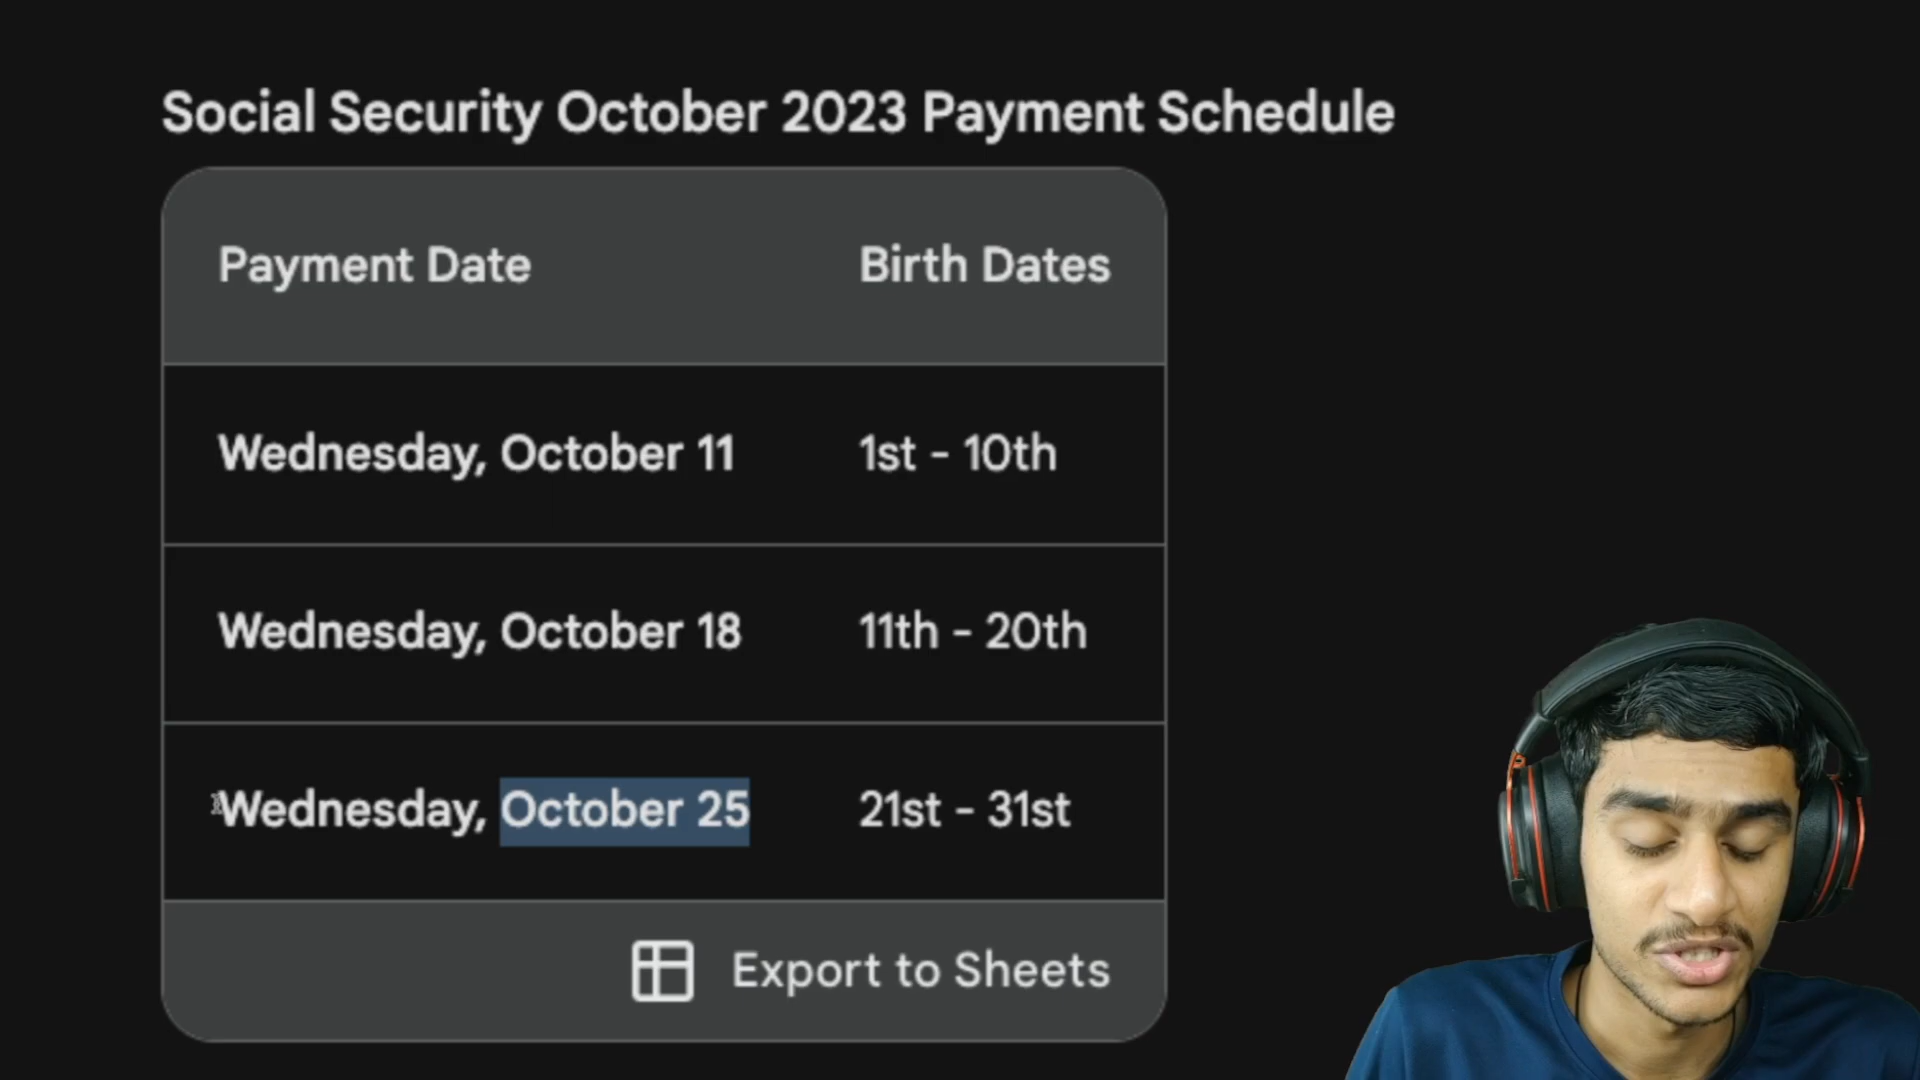 Social Security October 2023 Payment Schedule
Payment Date Birth Dates
Wednesday, October 11 1st - 10th
Wednesday, October 18 11th - 20th
Wednesday, October 25 21st - 31st
Export to Sheets